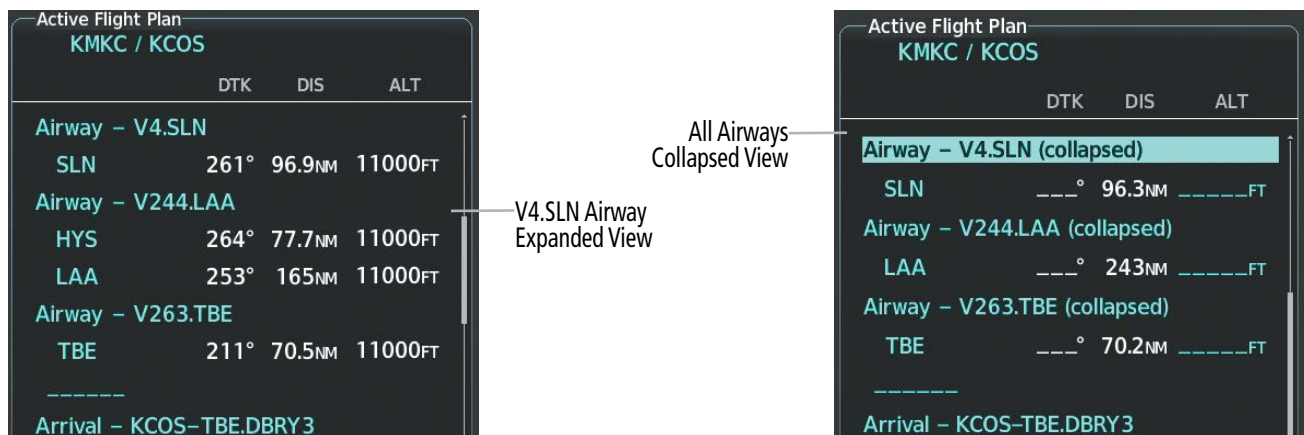 Active Flight Plan
KMKC / KCOS
DTK DIS ALT
Airway – V4.SLN
SLN 261° 96.9NM 11000FT
Airway – V244.LAA
HYS 264° 77.7NM 11000FT
LAA 253° 165NM 11000FT
Airway – V263.TBE
TBE 211° 70.5NM 11000FT
______
Arrival – KCOS–TBE.DBRY3
V4.SLN Airway
Expanded View
All Airways
Collapsed View
Active Flight Plan
KMKC / KCOS
DTK DIS ALT
Airway – V4.SLN (collapsed)
SLN ___° 96.3NM _____FT
Airway – V244.LAA (collapsed)
LAA ___° 243NM _____FT
Airway – V263.TBE (collapsed)
TBE ___° 70.2NM _____FT
______
Arrival – KCOS–TBE.DBRY3